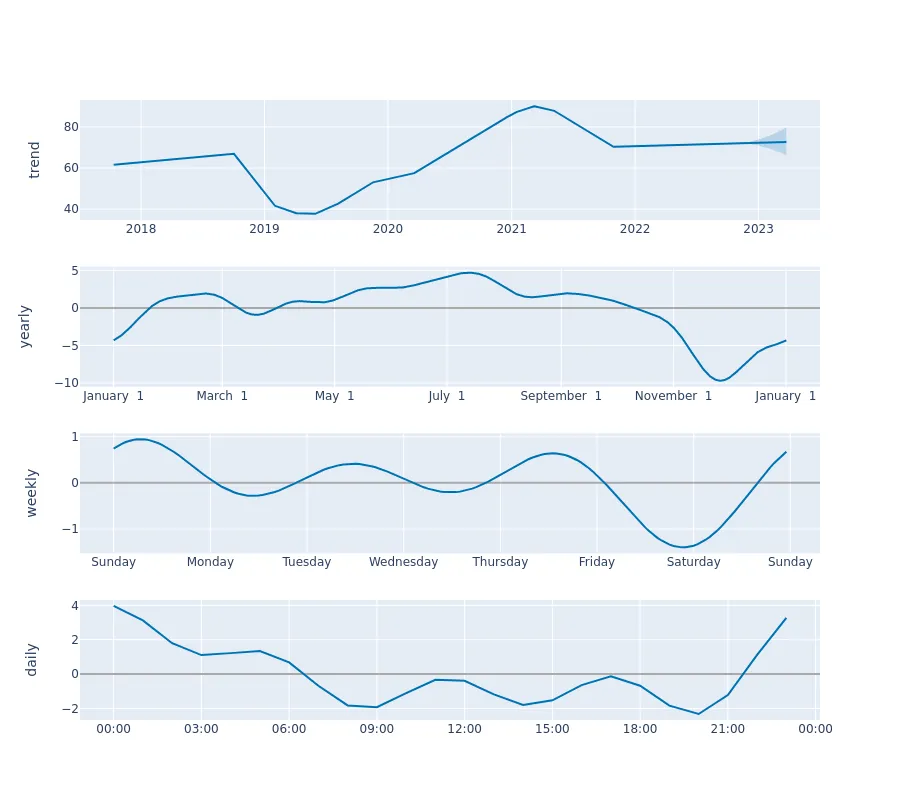 trend
80
60
40
2018 2019 2020 2021 2022 2023
yearly
5
0
−5
−10
January 1 March 1 May 1 July 1 September 1 November 1 January 1
weekly
1
0
−1
Sunday Monday Tuesday Wednesday Thursday Friday Saturday Sunday
daily
4
2
0
−2
00:00 03:00 06:00 09:00 12:00 15:00 18:00 21:00 00:00